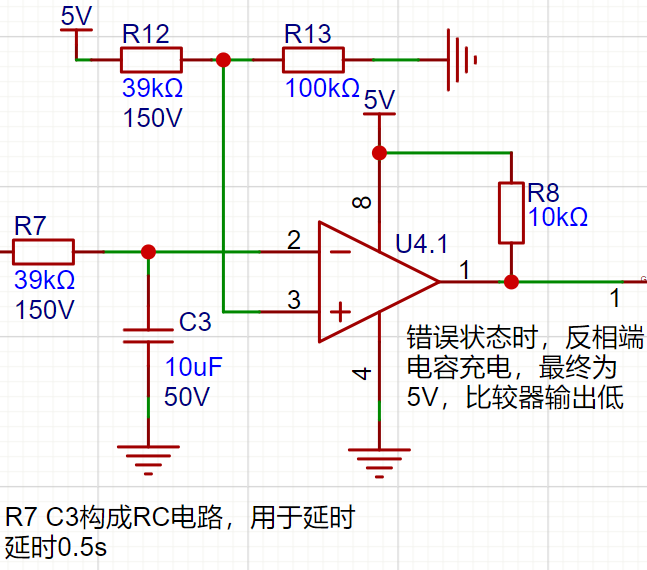 5V
R12
R13
39kΩ
100kΩ
150V
5V
8
R8
10kΩ
R7
2
U4.1
1
39kΩ
3
150V
1
C3
10uF
50V
4
错误状态时，反相端
电容充电，最终为
5V，比较器输出低
R7 C3构成RC电路，用于延时
延时0.5s